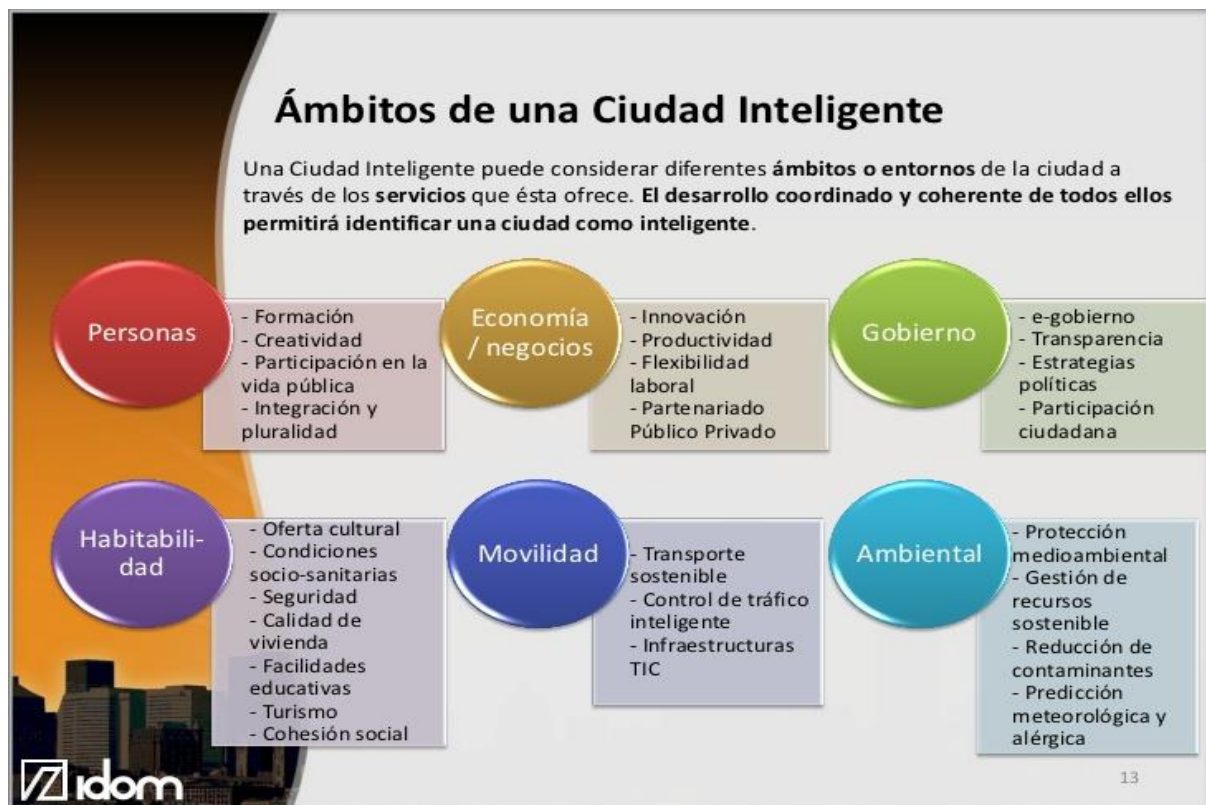 Ámbitos de una Ciudad Inteligente
Una Ciudad Inteligente puede considerar diferentes ámbitos o entornos de la ciudad a
través de los servicios que ésta ofrece. El desarrollo coordinado y coherente de todos ellos
permitirá identificar una ciudad como inteligente.
Personas
- Formación
- Creatividad
- Participación en la
vida pública
- Integración y
pluralidad
Economía
/ negocios
- Innovación
- Productividad
- Flexibilidad
laboral
- Partenariado
Público Privado
Gobierno
- e-gobierno
- Transparencia
- Estrategias
políticas
- Participación
ciudadana
Habitabili-
dad
- Oferta cultural
- Condiciones
socio-sanitarias
- Seguridad
- Calidad de
vivienda
- Facilidades
educativas
- Turismo
- Cohesión social
Movilidad
- Transporte
sostenible
- Control de tráfico
inteligente
- Infraestructuras
TIC
Ambiental
- Protección
medioambiental
- Gestión de
recursos
sostenible
- Reducción de
contaminantes
- Predicción
meteorológica y
alérgica
idom
13